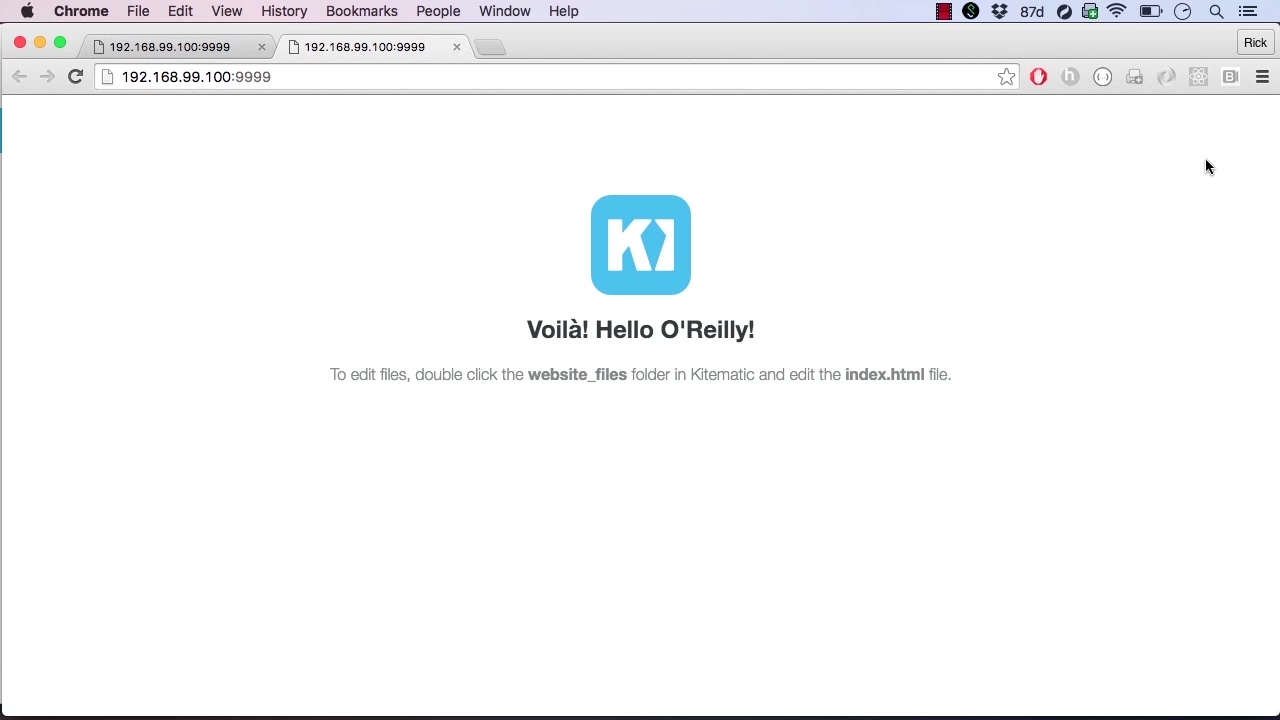 Chrome File Edit View History Bookmarks People Window Help 87d
192.168.99.100:9999 192.168.99.100:9999 Rick
192.168.99.100:9999
KI
Voilà! Hello O'Reilly!
To edit files, double click the website_files folder in Kitematic and edit the index.html file.